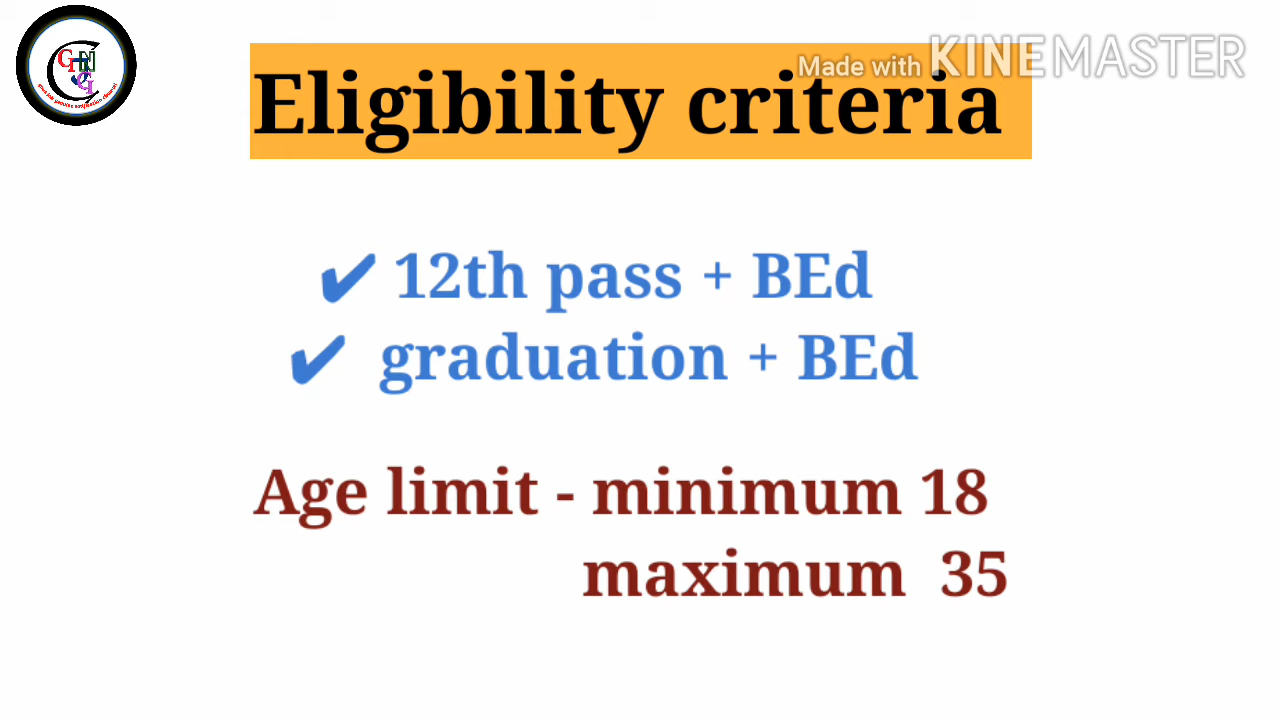 Made with KINEMASTER
Eligibility criteria
✔ 12th pass + BEd
✔ graduation + BEd
Age limit - minimum 18
maximum 35